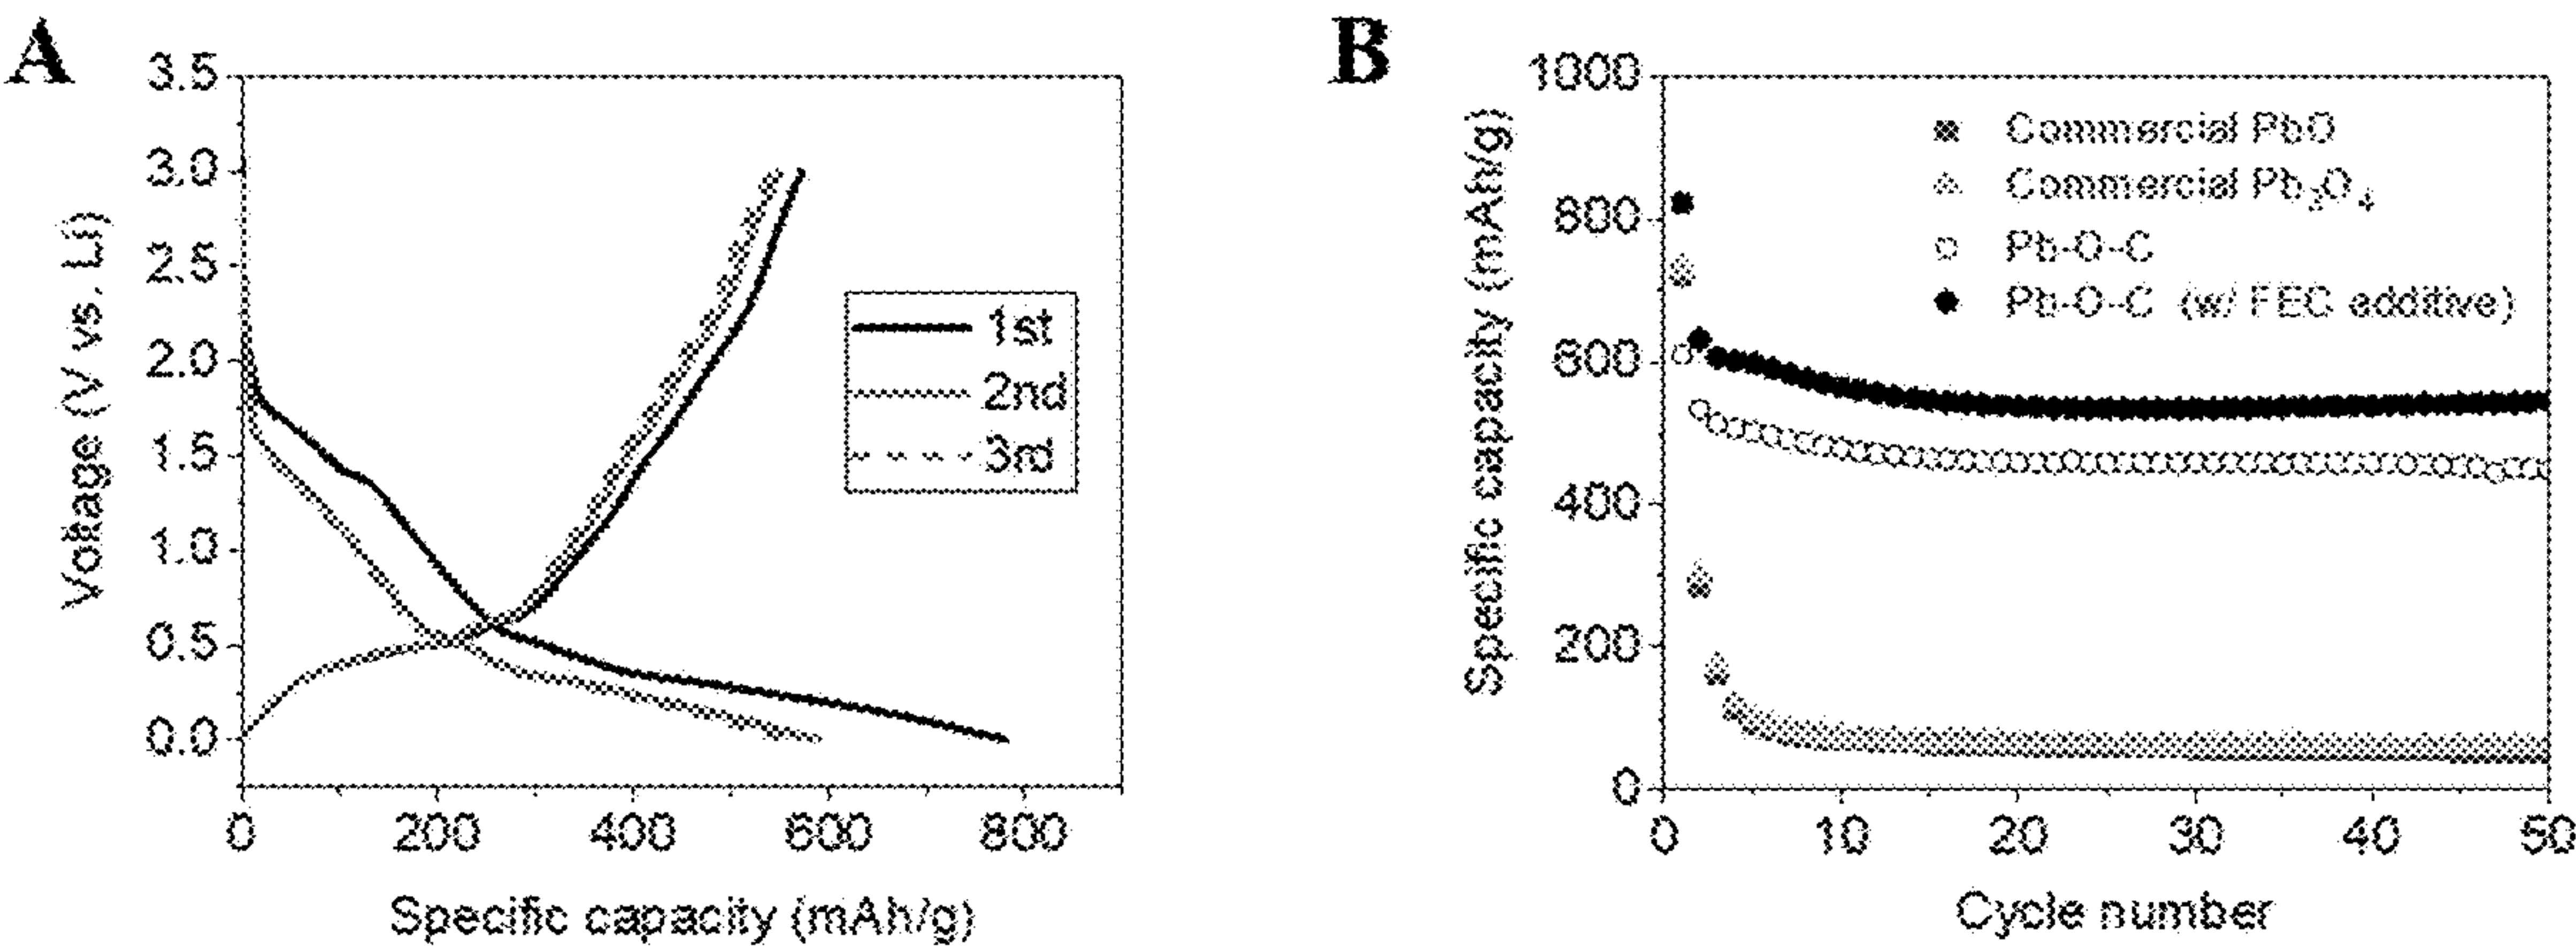 A
3.5
3.0
2.5
2.0
1.5
1.0
0.5
0.0
Voltage (V vs. Li)
1st
2nd
3rd
0 200 400 600 800
Specific capacity (mAh/g)
B
1000
800
600
400
200
0
Specific capacity (mAh/g)
Commercial PbO
Commercial Pb₃O₄
Pb-O-C
Pb-O-C (w/ FEC additive)
0 10 20 30 40 50
Cycle number